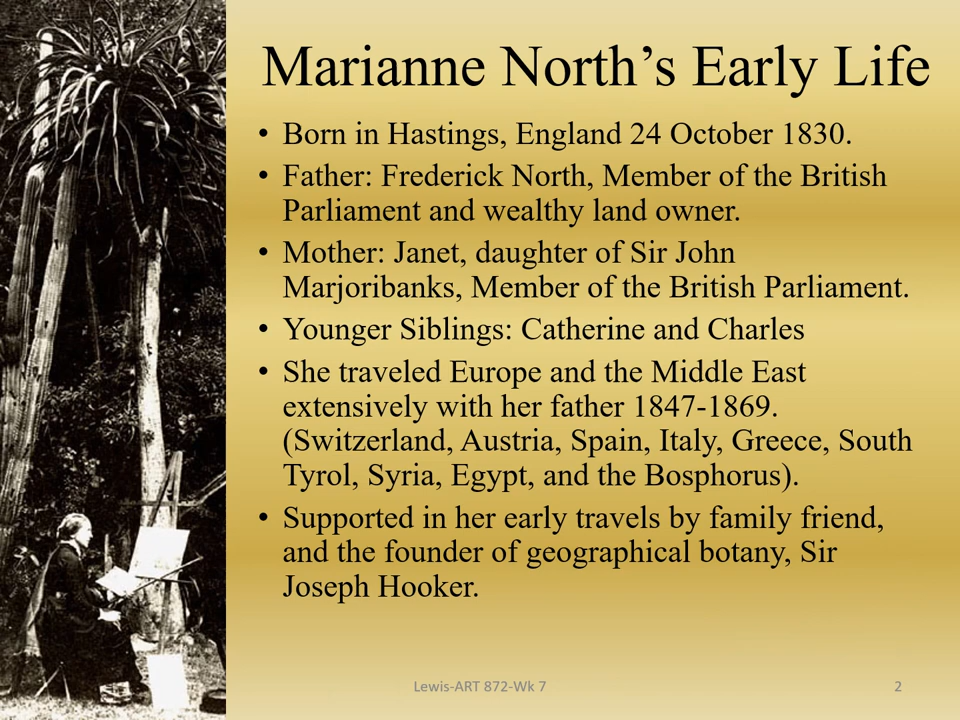 Marianne North’s Early Life
• Born in Hastings, England 24 October 1830.
• Father: Frederick North, Member of the British
Parliament and wealthy land owner.
• Mother: Janet, daughter of Sir John
Marjoribanks, Member of the British Parliament.
• Younger Siblings: Catherine and Charles
• She traveled Europe and the Middle East
extensively with her father 1847-1869.
(Switzerland, Austria, Spain, Italy, Greece, South
Tyrol, Syria, Egypt, and the Bosphorus).
• Supported in her early travels by family friend,
and the founder of geographical botany, Sir
Joseph Hooker.
Lewis-ART 872-Wk 7
2